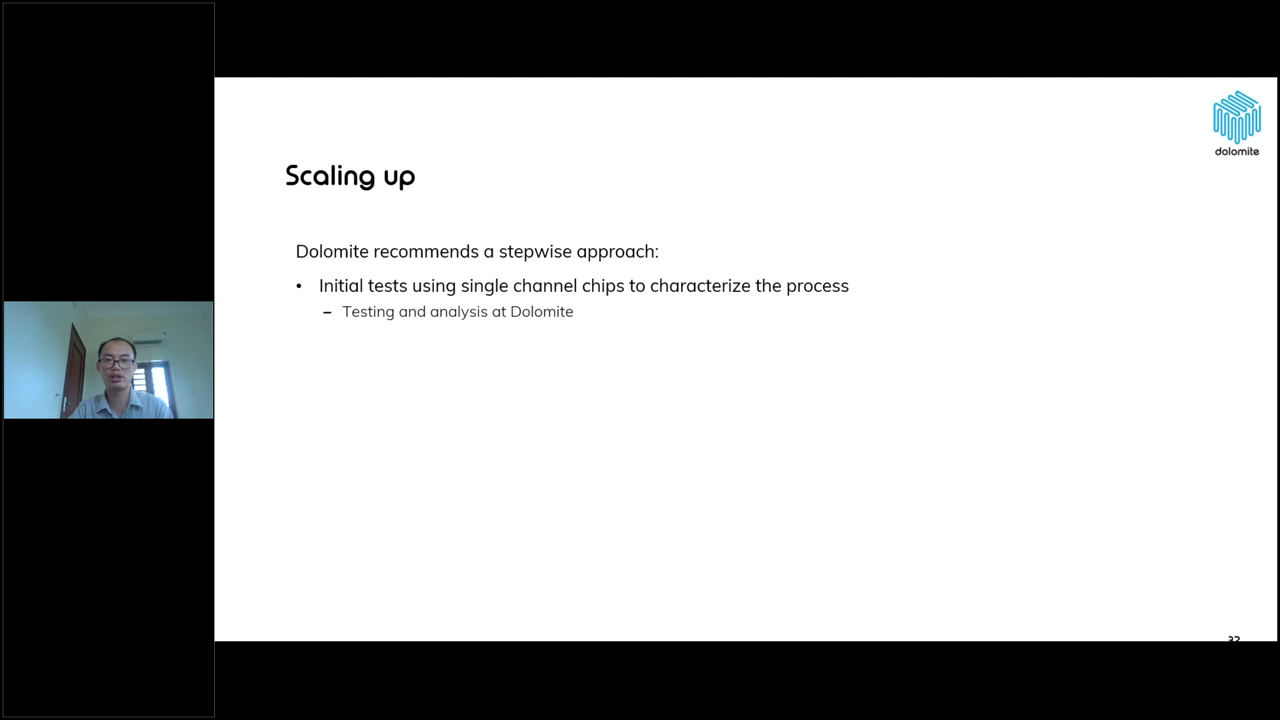 dolomite
Scaling up
Dolomite recommends a stepwise approach:
• Initial tests using single channel chips to characterize the process
– Testing and analysis at Dolomite